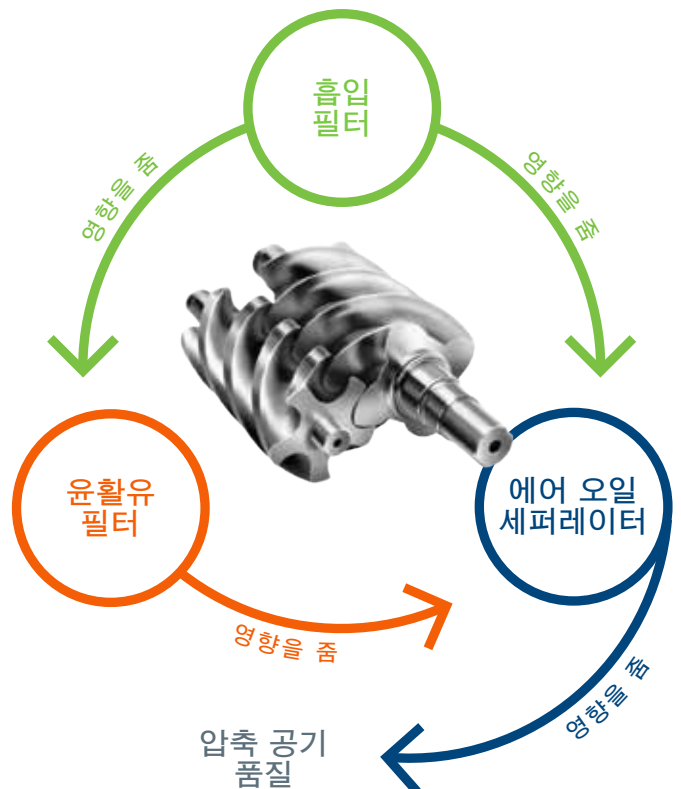 흡입
필터
영향을 줌
영향을 줌
윤활유
필터
에어 오일
세퍼레이터
영향을 줌
영향을 줌
압축 공기
품질